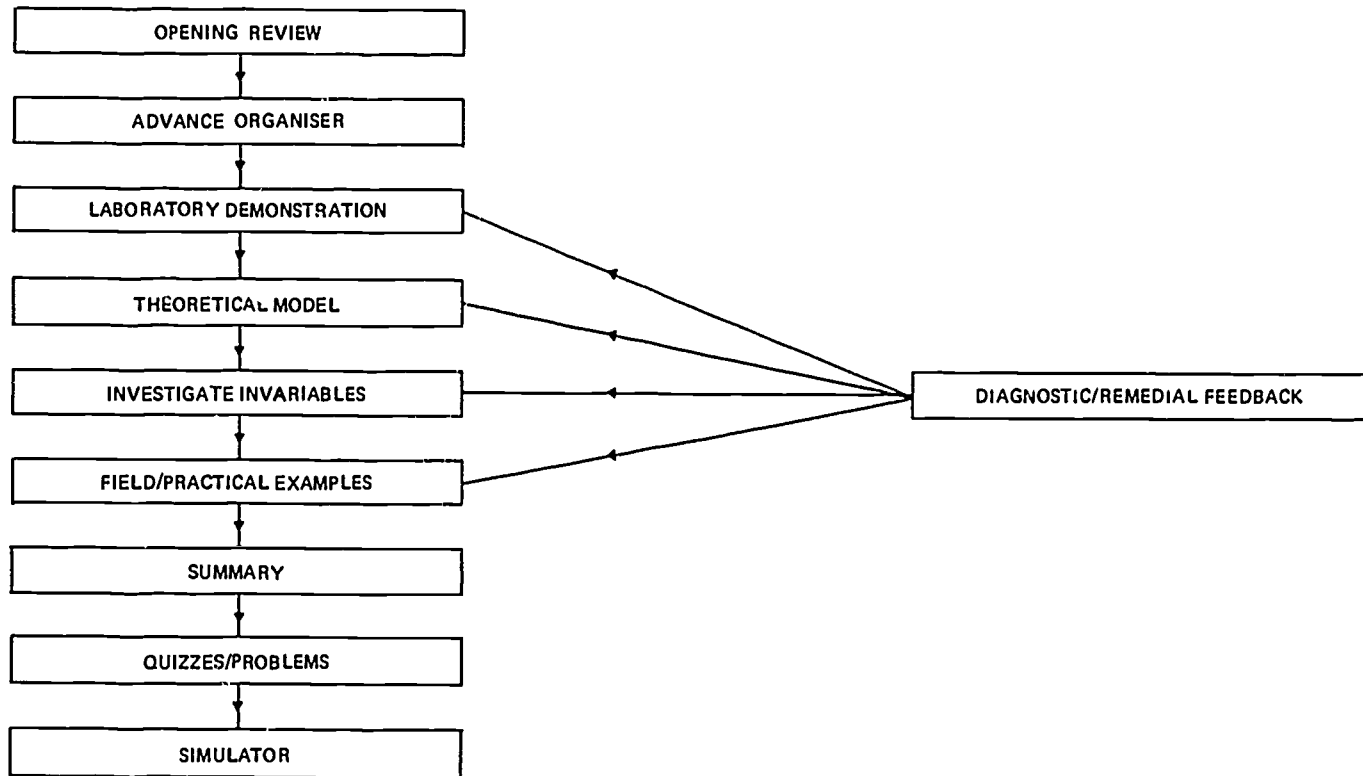 OPENING REVIEW
ADVANCE ORGANISER
LABORATORY DEMONSTRATION
THEORETICAL MODEL
INVESTIGATE INVARIABLES
DIAGNOSTIC/REMEDIAL FEEDBACK
FIELD/PRACTICAL EXAMPLES
SUMMARY
QUIZZES/PROBLEMS
SIMULATOR